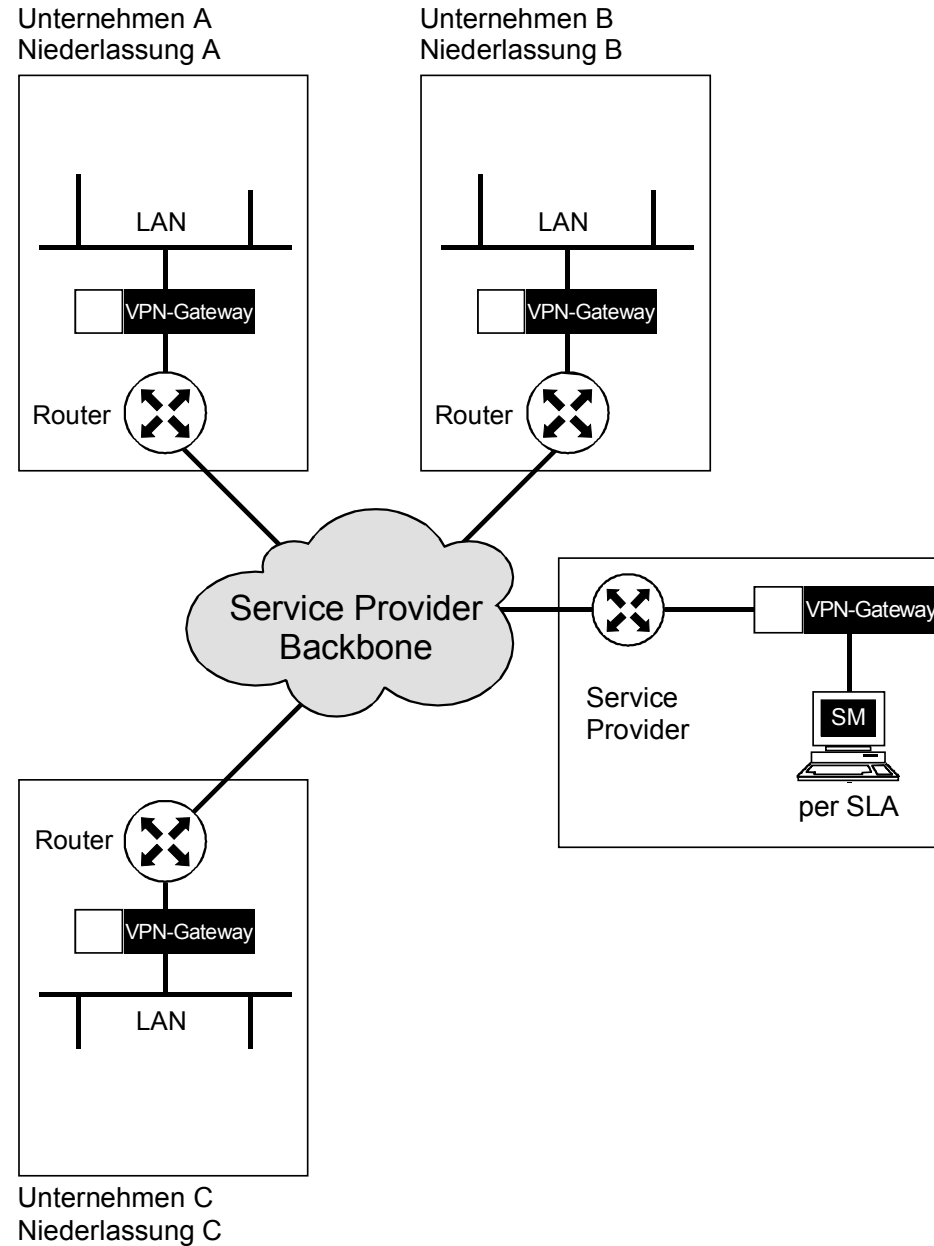 Unternehmen A
Niederlassung A
Unternehmen B
Niederlassung B
LAN
LAN
VPN-Gateway
VPN-Gateway
Router
Router
Service Provider
Backbone
VPN-Gateway
Service
Provider
SM
per SLA
Router
VPN-Gateway
LAN
Unternehmen C
Niederlassung C